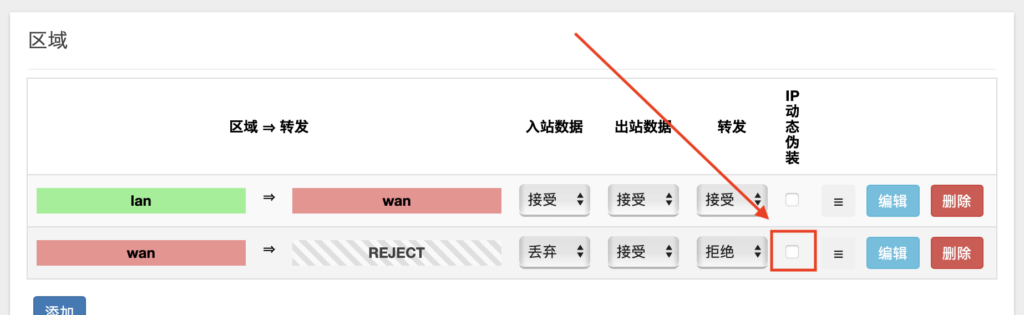 区域
区域 ⇒ 转发 入站数据 出站数据 转发 IP动态伪装
lan ⇒ wan 接受 接受 接受 ≡ 编辑 删除
wan ⇒ REJECT 丢弃 接受 拒绝 ≡ 编辑 删除
添加